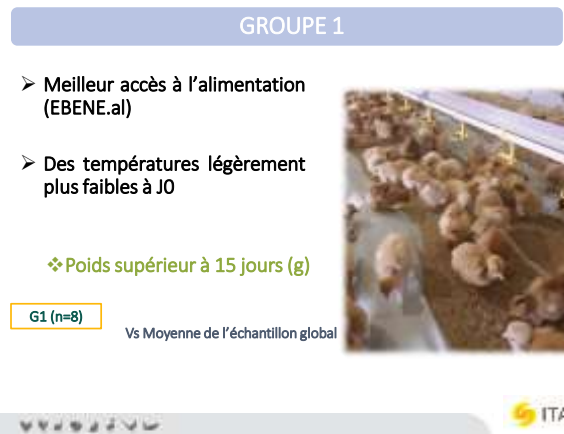 GROUPE 1
➢ Meilleur accès à l'alimentation
(EBENE.al)
➢ Des températures légèrement
plus faibles à J0
❖Poids supérieur à 15 jours (g)
G1 (n=8)
Vs Moyenne de l'échantillon global